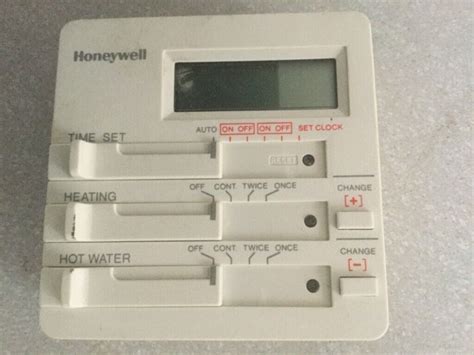 Honeywell
AUTO ON OFF ON OFF SET CLOCK
TIME SET
OFF CONT. TWICE ONCE CHANGE
HEATING [+]
OFF CONT. TWICE ONCE CHANGE
HOT WATER [−]